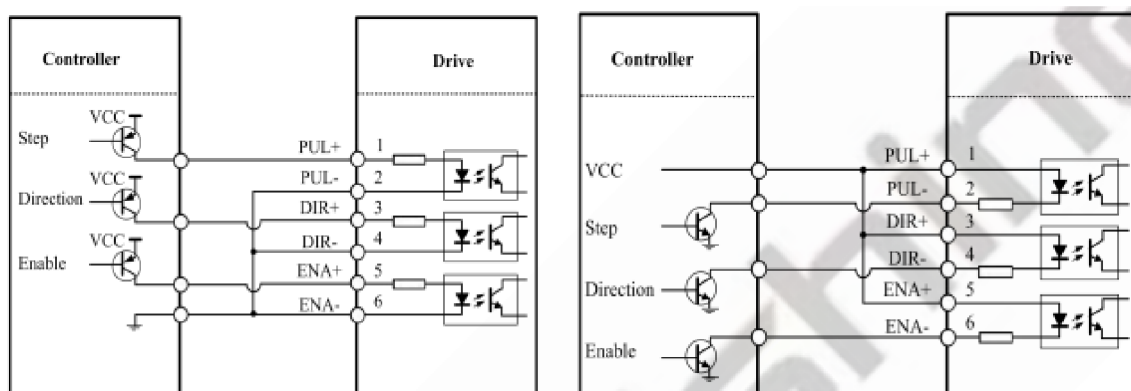 Controller
Drive
VCC
Step
PUL+ 1
PUL- 2
VCC
Direction
DIR+ 3
DIR- 4
VCC
Enable
ENA+ 5
ENA- 6
Controller
Drive
VCC
PUL+ 1
PUL- 2
Step
DIR+ 3
DIR- 4
Direction
ENA+ 5
ENA- 6
Enable